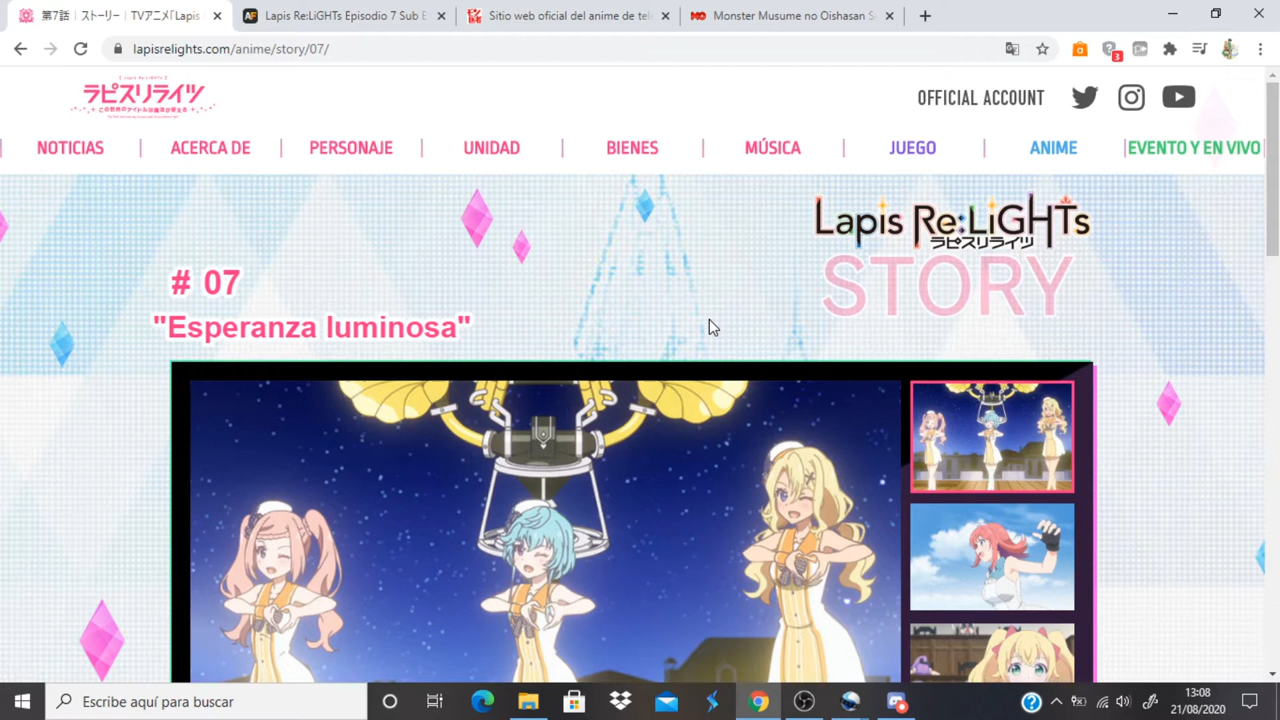 第7話 | ストーリー | TVアニメ「Lapis
Lapis Re:LiGHTs Episodio 7 Sub E
Sitio web oficial del anime de tele
Monster Musume no Oishasan S
lapisrelights.com/anime/story/07/
3
ラピスリライツ
OFFICIAL ACCOUNT
NOTICIAS
ACERCA DE
PERSONAJE
UNIDAD
BIENES
MÚSICA
JUEGO
ANIME
EVENTO Y EN VIVO
Lapis Re:LiGHTs
ラピスリライツ
STORY
# 07
"Esperanza luminosa"
Escribe aquí para buscar
13:08
21/08/2020